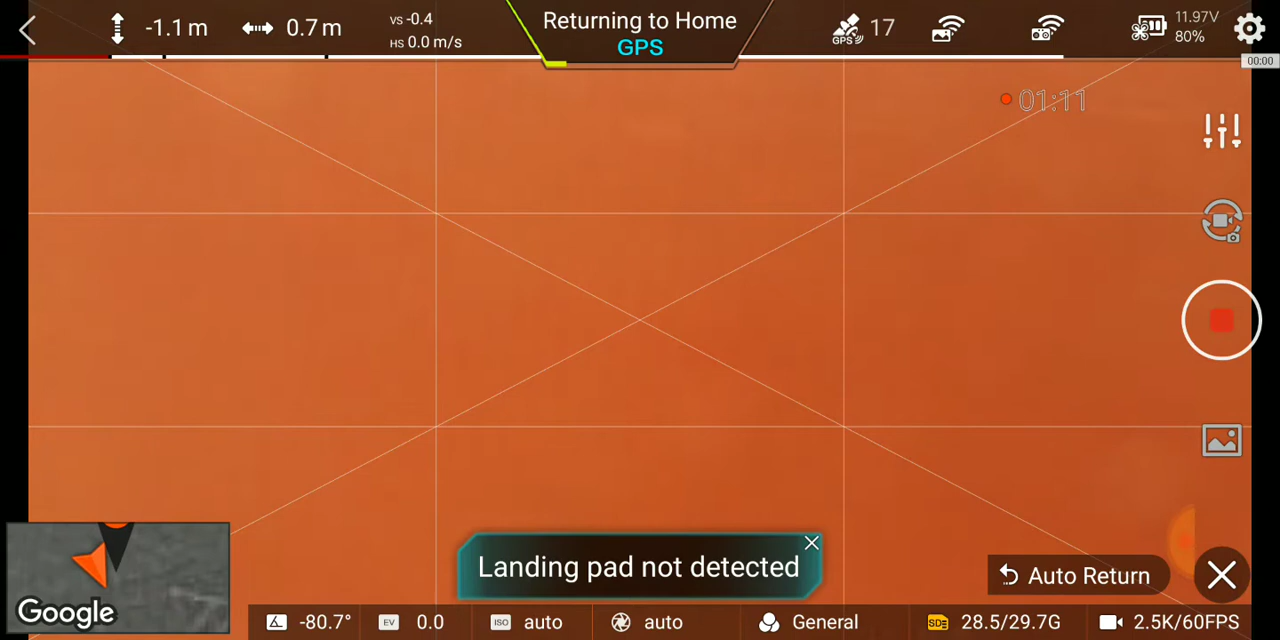 -1.1 m
0.7 m
VS -0.4
HS 0.0 m/s
Returning to Home
GPS
GPS
17
11.97V
80%
00:00
01:11
Landing pad not detected
Auto Return
Google
-80.7°
EV 0.0
ISO auto
auto
General
SD 28.5/29.7G
2.5K/60FPS